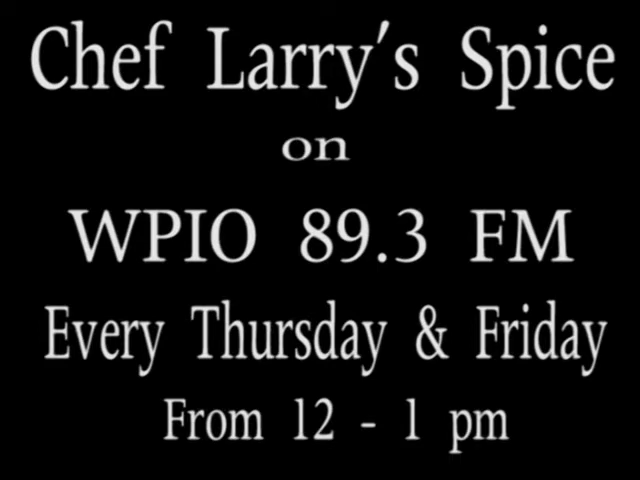 Chef Larry's Spice
on
WPIO 89.3 FM
Every Thursday & Friday
From 12 - 1 pm